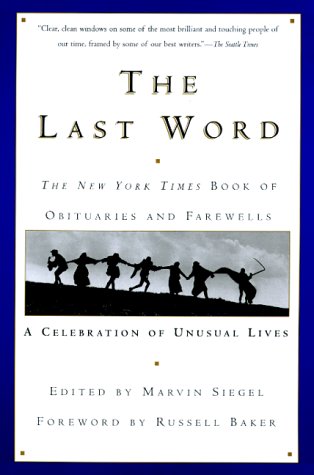 "Clear, clean windows on some of the most brilliant and touching people of
our time, framed by some of our best writers."—The Seattle Times
THE
LAST WORD
THE NEW YORK TIMES BOOK OF
OBITUARIES AND FAREWELLS
A CELEBRATION OF UNUSUAL LIVES
EDITED BY MARVIN SIEGEL
FOREWORD BY RUSSELL BAKER